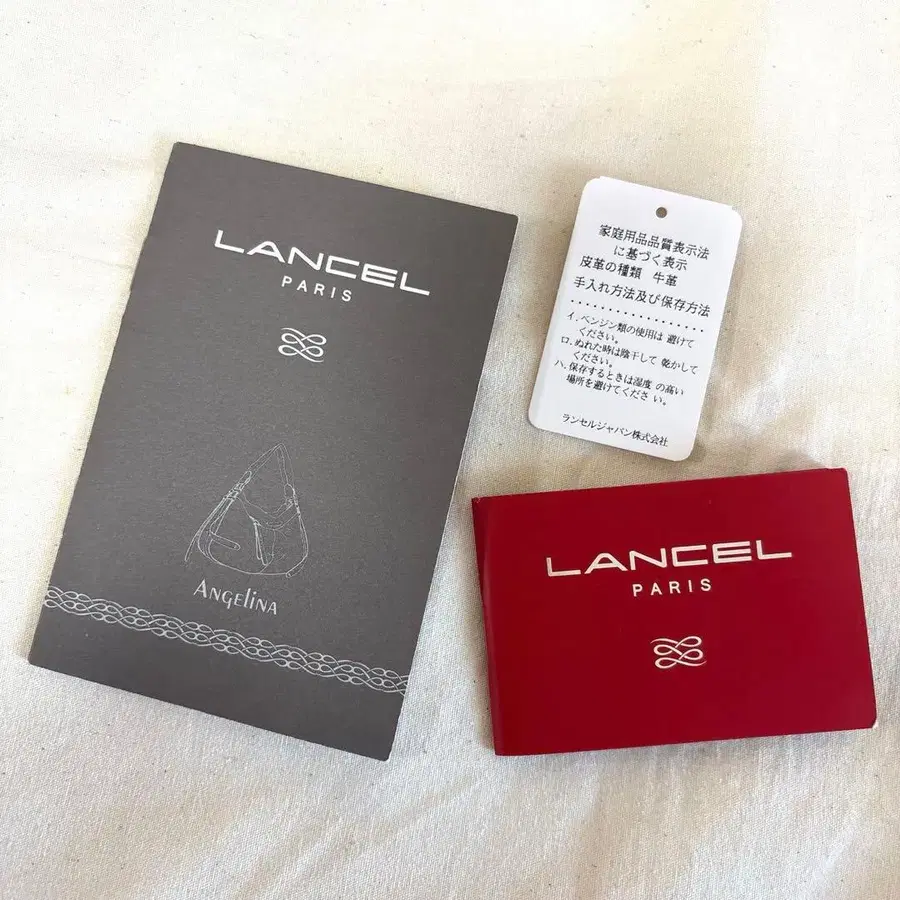 LANCEL
PARIS
ANGELINA
家庭用品品質表示法
に基づく表示
皮革の種類 牛革
手入れ方法及び保存方法
イ.ベンジン類の使用は 避けて
ください。
ロ.ぬれた時は陰干して 乾かして
ください。
ハ.保存するときは湿度 の高い
場所を避けてくださ い。
ランセルジャパン株式会社
LANCEL
PARIS